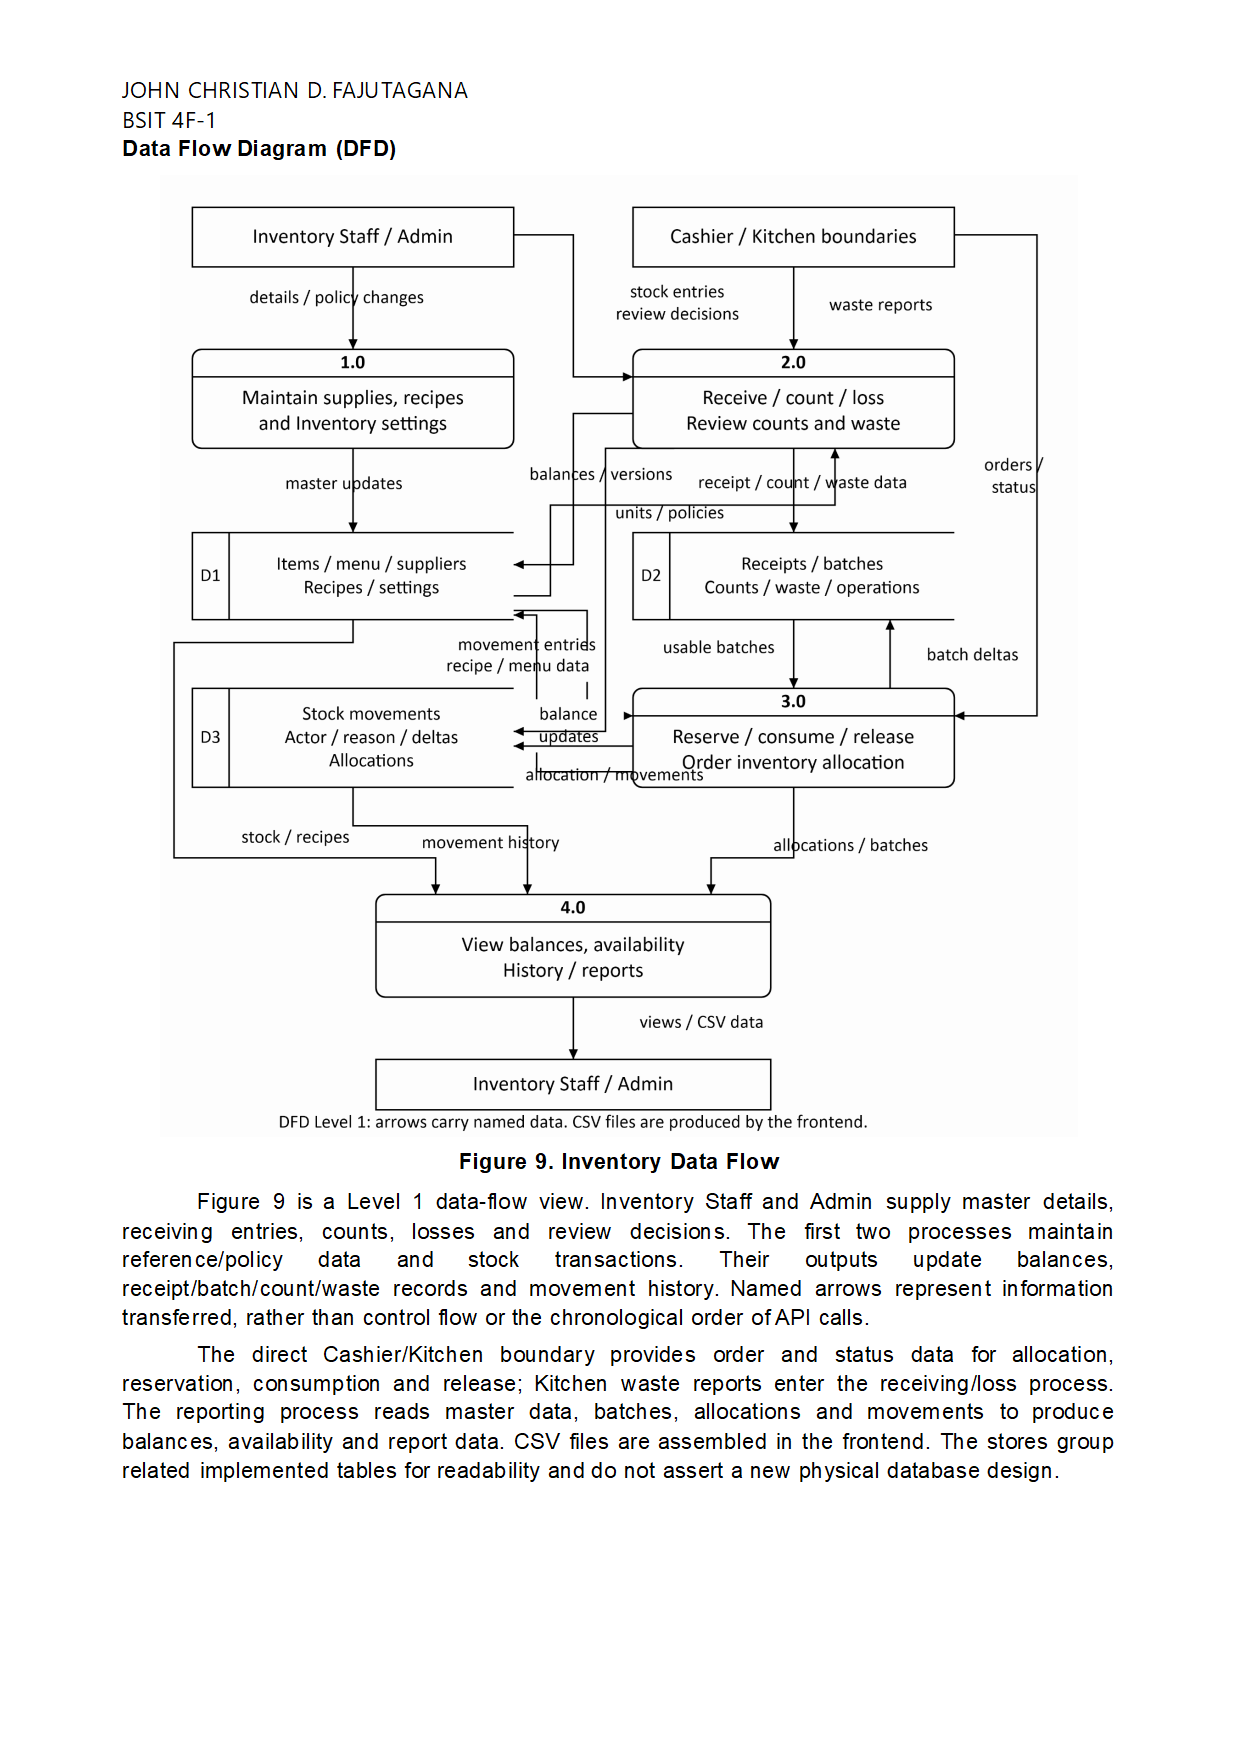 JOHN CHRISTIAN D. FAJUTAGANA
BSIT 4F-1
Data Flow Diagram (DFD)
Inventory Staff / Admin
Cashier / Kitchen boundaries
details / policy changes
stock entries
review decisions
waste reports
1.0
Maintain supplies, recipes
and Inventory settings
2.0
Receive / count / loss
Review counts and waste
master updates
balances / versions
receipt / count / waste data
orders /
status
units / policies
D1
Items / menu / suppliers
Recipes / settings
D2
Receipts / batches
Counts / waste / operations
movement entries
recipe / menu data
usable batches
batch deltas
D3
Stock movements
Actor / reason / deltas
Allocations
balance
updates
3.0
Reserve / consume / release
Order inventory allocation
allocation / movements
stock / recipes
movement history
allocations / batches
4.0
View balances, availability
History / reports
views / CSV data
Inventory Staff / Admin
DFD Level 1: arrows carry named data. CSV files are produced by the frontend.
Figure 9. Inventory Data Flow
Figure 9 is a Level 1 data-flow view. Inventory Staff and Admin supply master details,
receiving entries, counts, losses and review decisions. The first two processes maintain
reference/policy data and stock transactions. Their outputs update balances,
receipt/batch/count/waste records and movement history. Named arrows represent information
transferred, rather than control flow or the chronological order of API calls.
The direct Cashier/Kitchen boundary provides order and status data for allocation,
reservation, consumption and release; Kitchen waste reports enter the receiving/loss process.
The reporting process reads master data, batches, allocations and movements to produce
balances, availability and report data. CSV files are assembled in the frontend. The stores group
related implemented tables for readability and do not assert a new physical database design.